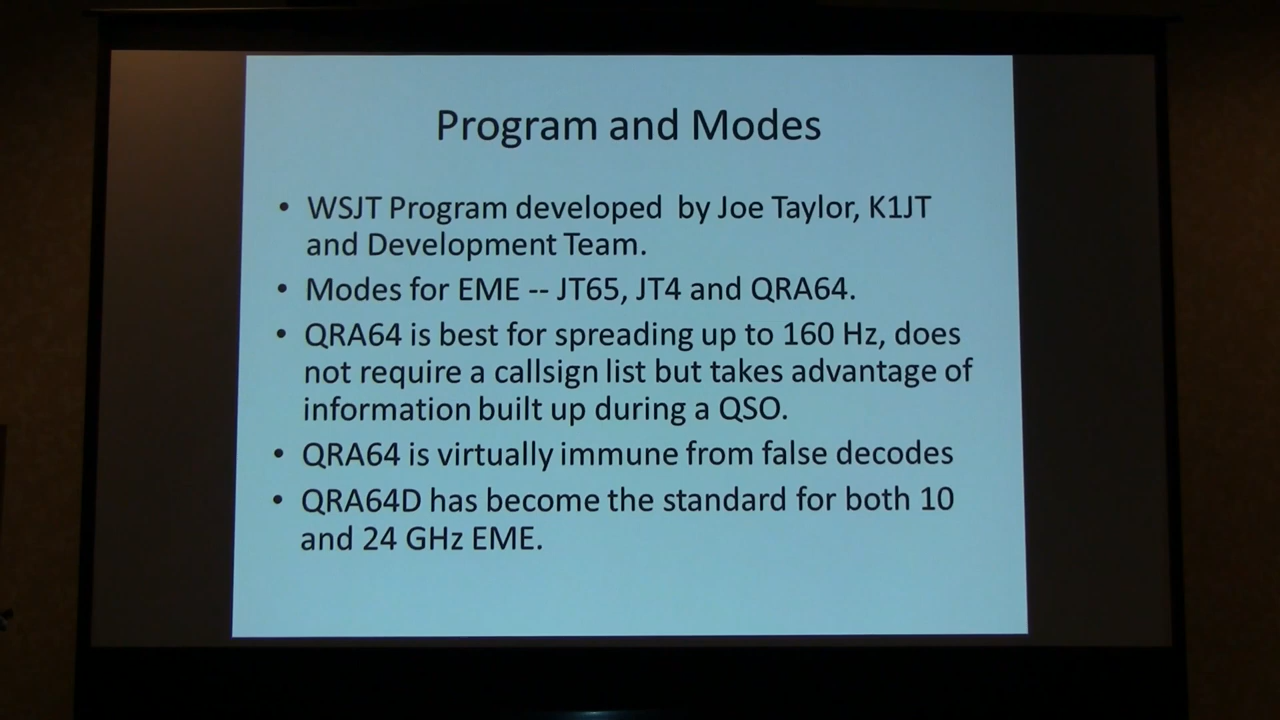 Program and Modes
• WSJT Program developed by Joe Taylor, K1JT
and Development Team.
• Modes for EME -- JT65, JT4 and QRA64.
• QRA64 is best for spreading up to 160 Hz, does
not require a callsign list but takes advantage of
information built up during a QSO.
• QRA64 is virtually immune from false decodes
• QRA64D has become the standard for both 10
and 24 GHz EME.